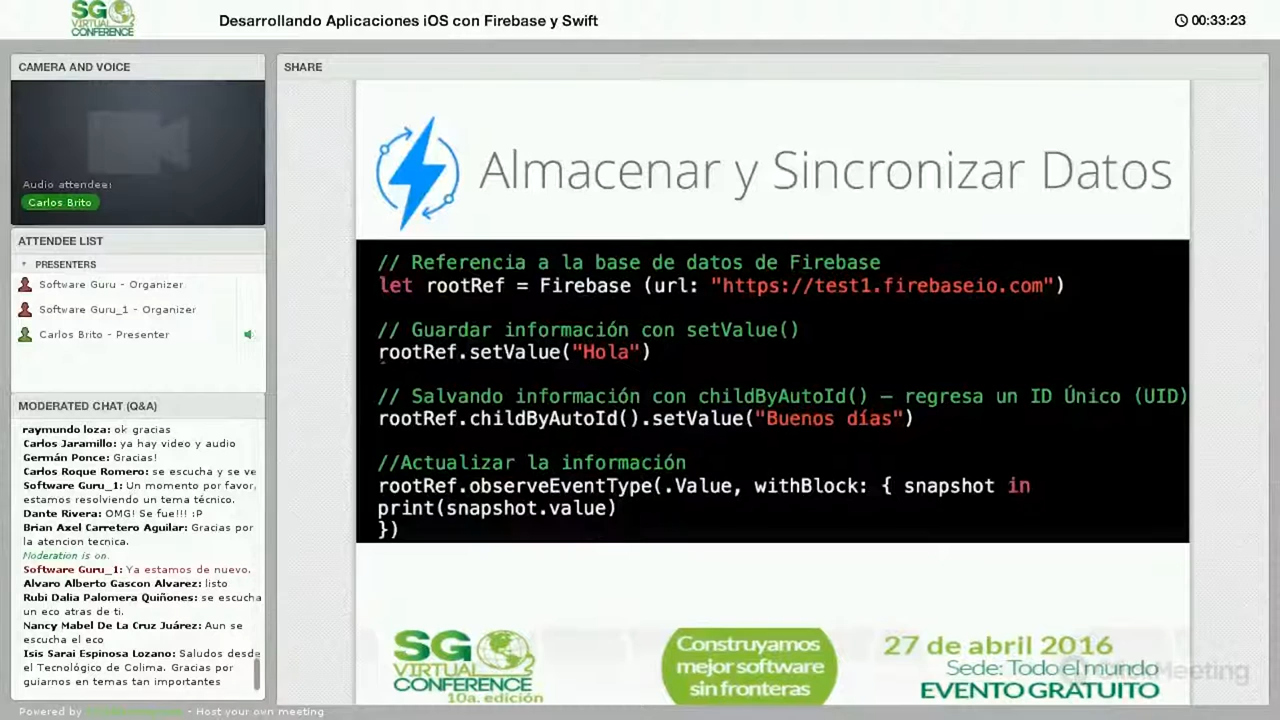 SG
VIRTUAL
CONFERENCE
Desarrollando Aplicaciones iOS con Firebase y Swift
00:33:23
CAMERA AND VOICE
Audio attendee:
Carlos Brito
ATTENDEE LIST
PRESENTERS
Software Guru - Organizer
Software Guru_1 - Organizer
Carlos Brito - Presenter
MODERATED CHAT (Q&A)
raymundo loza: ok gracias
Carlos Jaramillo: ya hay video y audio
Germán Ponce: Gracias!
Carlos Roque Romero: se escucha y se ve
Software Guru_1: Un momento por favor,
estamos resolviendo un tema técnico.
Dante Rivera: OMG! Se fue!!! :P
Brian Axel Carretero Aguilar: Gracias por
la atencion tecnica.
Moderation is on.
Software Guru_1: Ya estamos de nuevo.
Alvaro Alberto Gascon Alvarez: listo
Rubi Dalia Palomera Quiñones: se escucha
un eco atras de ti.
Nancy Mabel De La Cruz Juárez: Aun se
escucha el eco
Isis Sarai Espinosa Lozano: Saludos desde
el Tecnológico de Colima. Gracias por
guiarnos en temas tan importantes
Powered by
- Host your own meeting
SHARE
Almacenar y Sincronizar Datos
// Referencia a la base de datos de Firebase
let rootRef = Firebase (url: "https://test1.firebaseio.com")
// Guardar información con setValue()
rootRef.setValue("Hola")
// Salvando información con childByAutoId() – regresa un ID Único (UID)
rootRef.childByAutoId().setValue("Buenos días")
//Actualizar la información
rootRef.observeEventType(.Value, withBlock: { snapshot in
print(snapshot.value)
})
SG
VIRTUAL
CONFERENCE
10a. edición
Construyamos
mejor software
sin fronteras
27 de abril 2016
Sede: Todo el mundo
EVENTO GRATUITO
ClickMeeting